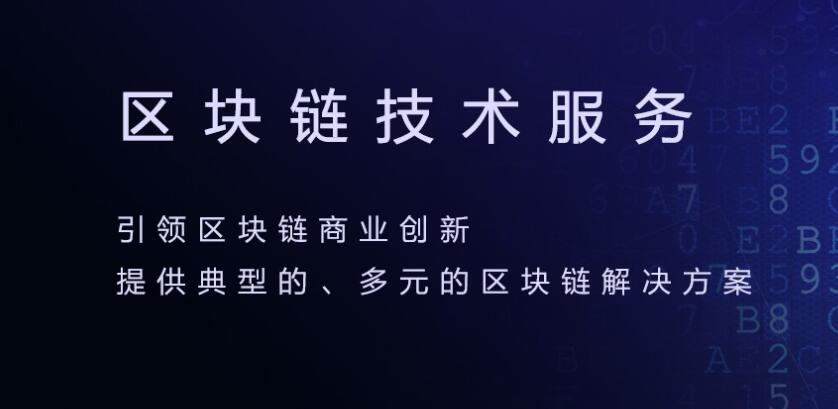 区块链技术服务
引领区块链商业创新
提供典型的、多元的区块链解决方案